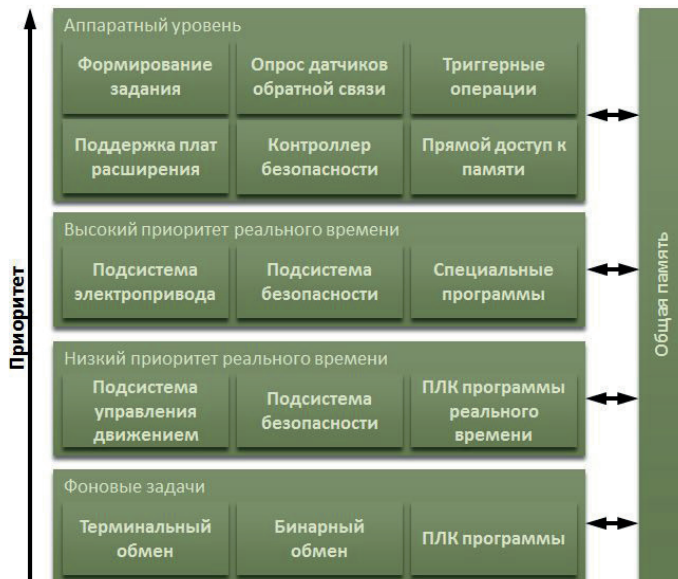 Аппаратный уровень
Формирование
задания
Опрос датчиков
обратной связи
Триггерные
операции
Поддержка плат
расширения
Контроллер
безопасности
Прямой доступ к
памяти
Высокий приоритет реального времени
Подсистема
электропривода
Подсистема
безопасности
Специальные
программы
Низкий приоритет реального времени
Подсистема
управления
движением
Подсистема
безопасности
ПЛК программы
реального
времени
Фоновые задачи
Терминальный
обмен
Бинарный
обмен
ПЛК программы
Приоритет
Общая память